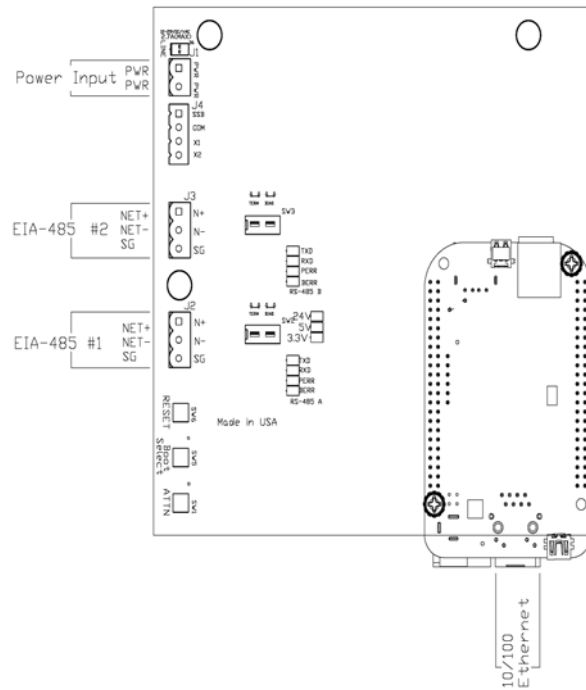 J1
Power Input
PWR
PWR
PWR
PWR
J4
SSB
COM
X1
X2
J3
EIA-485 #2
NET+
NET-
SG
N+
N-
SG
TERM
BIAS
SW3
TXD
RXD
PERR
BERR
RS-485 B
J2
EIA-485 #1
NET+
NET-
SG
N+
N-
SG
TERM
BIAS
SW2
24V
5V
3.3V
TXD
RXD
PERR
BERR
RS-485 A
RESET
SW6
Made in USA
Boot
Select
SW5
ATTN
SW1
10/100
Ethernet